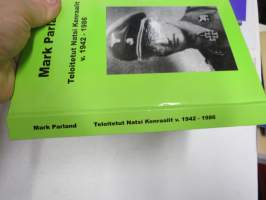 Mark Parland
Teloitetut Natsi Kenraalit
v. 1942 - 1986
Mark Parland Teloitetut Natsi Kenraalit v. 1942 - 1986